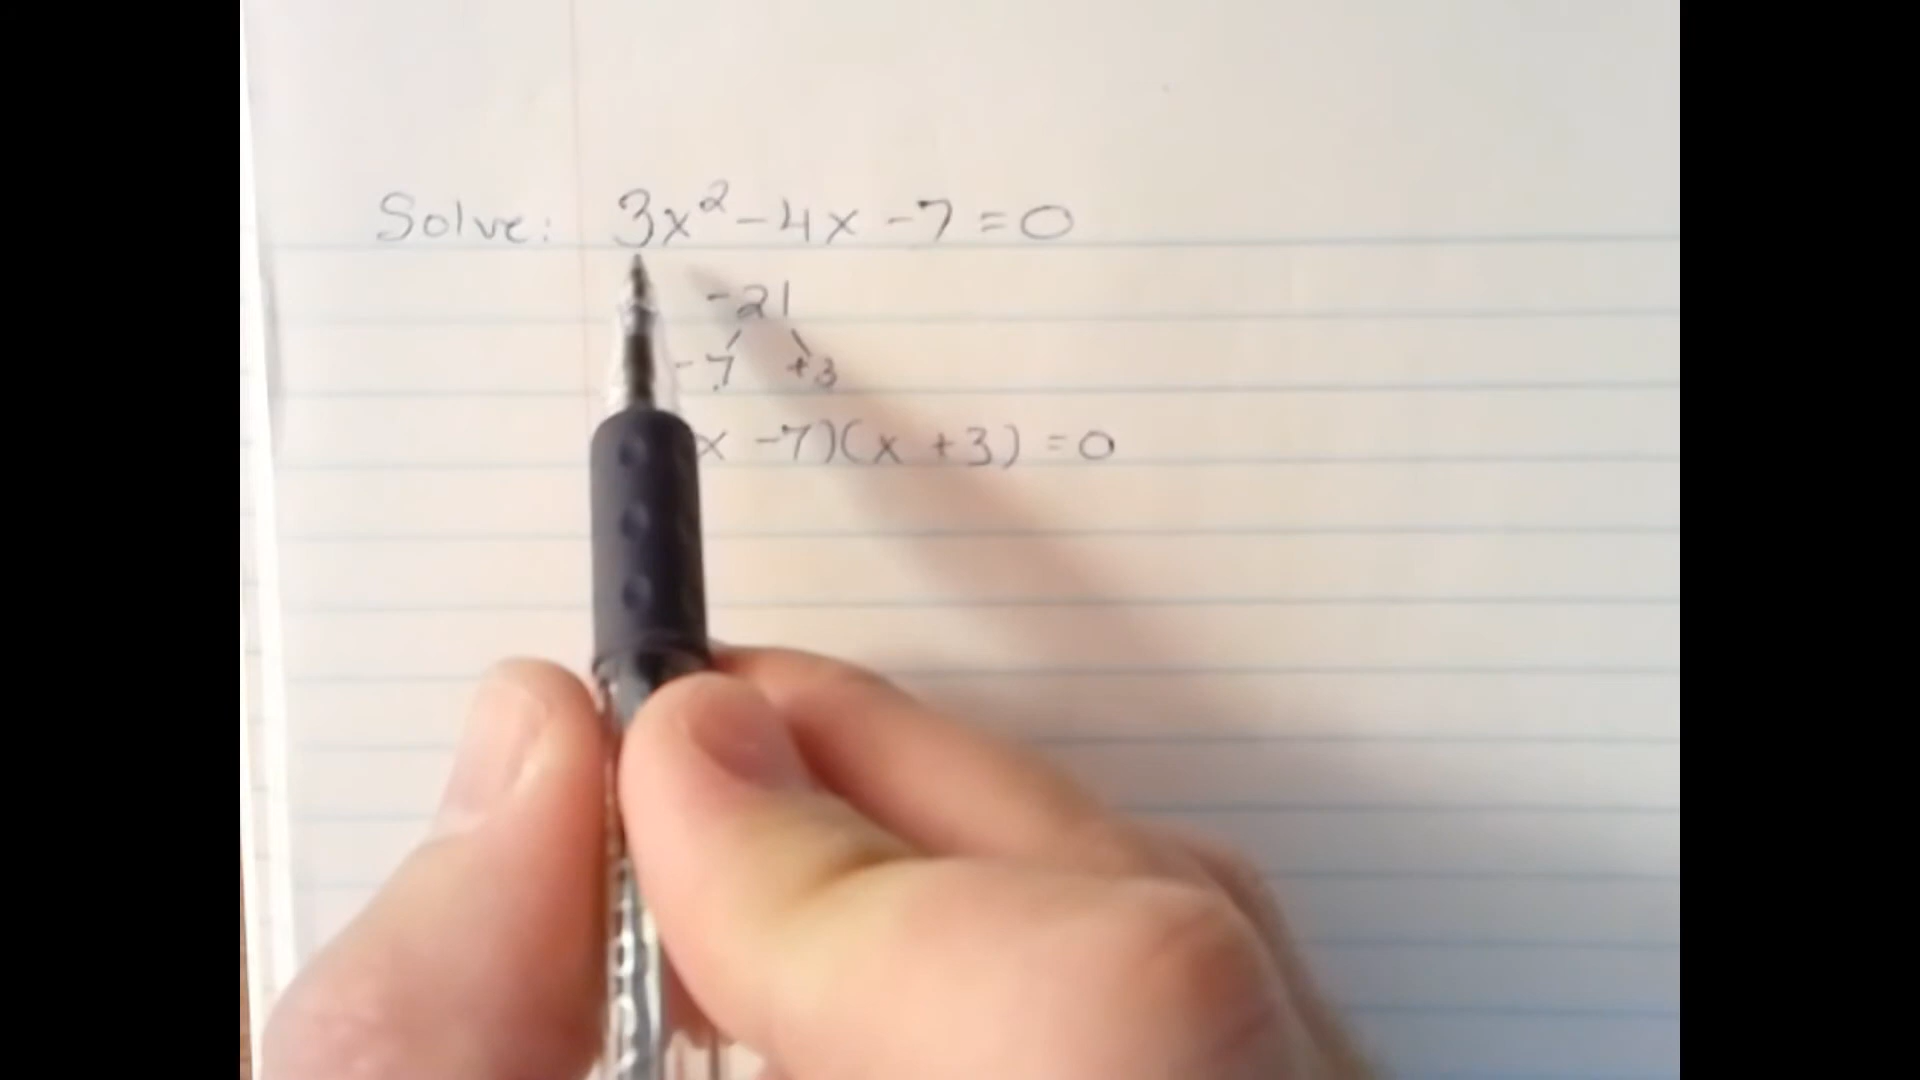 Solve: 3x² - 4x - 7 = 0
-21
-7 +3
x - 7)(x + 3) = 0